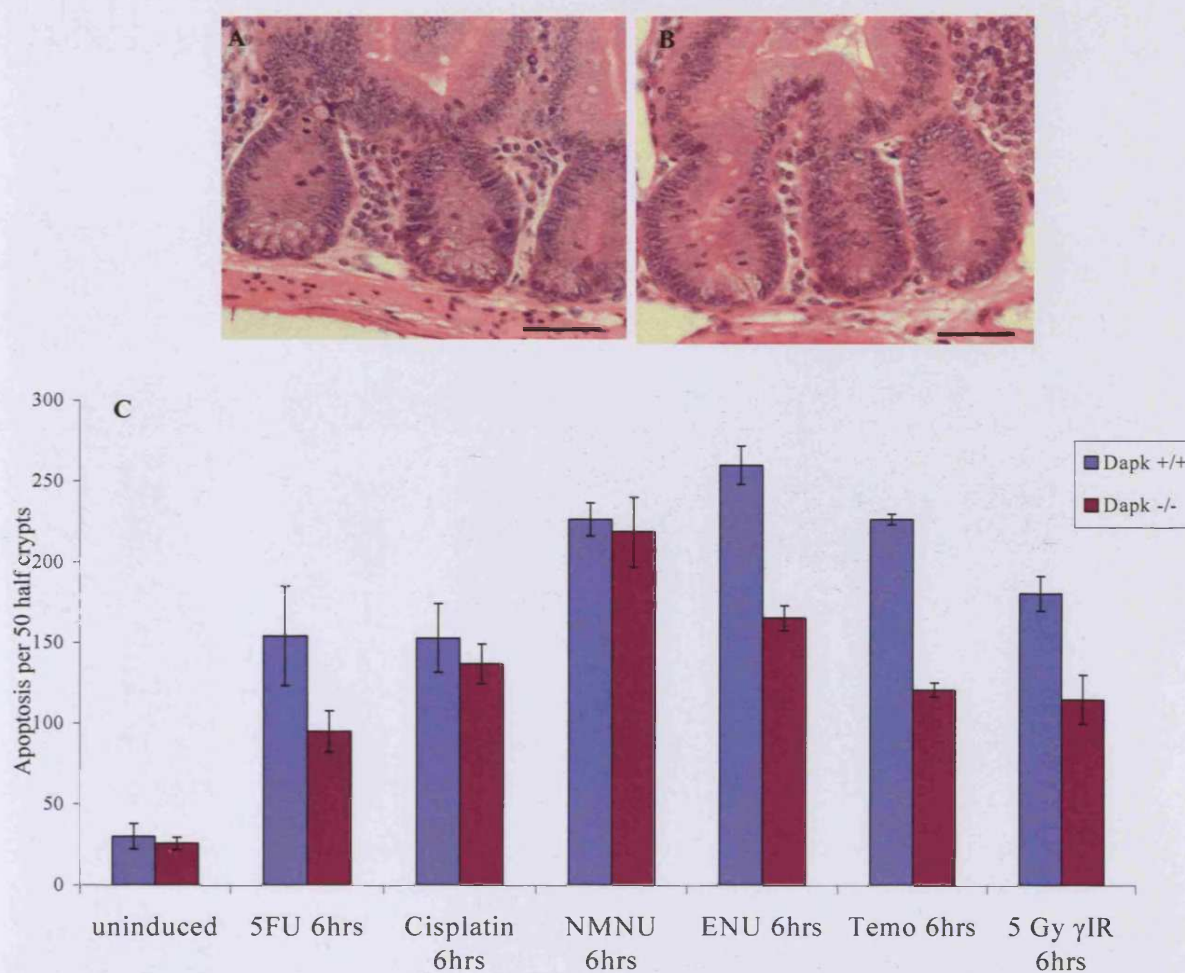 A
B
C
Apoptosis per 50 half crypts
300
250
200
150
100
50
0
Dapk +/+
Dapk -/-
uninduced
5FU 6hrs
Cisplatin
6hrs
NMNU
6hrs
ENU 6hrs
Temo 6hrs
5 Gy γIR
6hrs